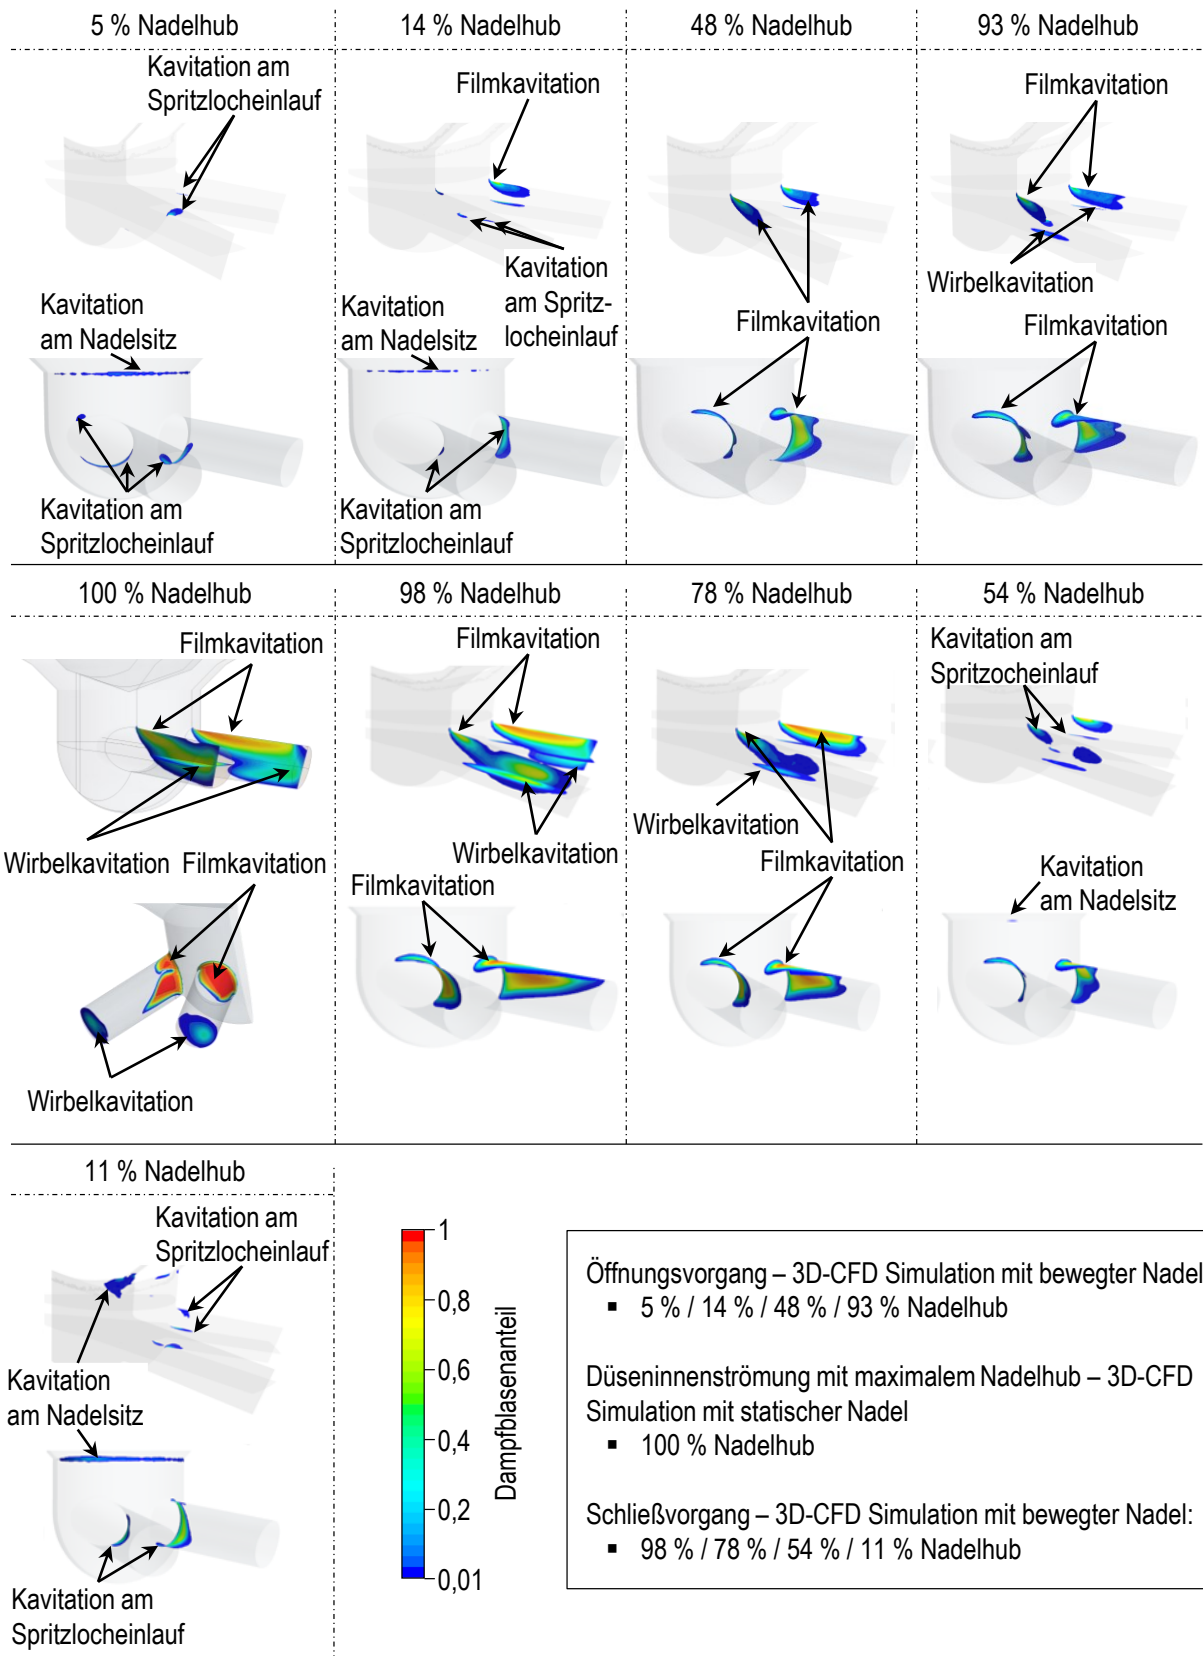 5 % Nadelhub
14 % Nadelhub
48 % Nadelhub
93 % Nadelhub
Kavitation am
Spritzlocheinlauf
Kavitation
am Nadelsitz
Kavitation am
Spritzlocheinlauf
Filmkavitation
Kavitation
am Spritz-
locheinlauf
Kavitation
am Nadelsitz
Kavitation am
Spritzlocheinlauf
Filmkavitation
Filmkavitation
Wirbelkavitation
Filmkavitation
100 % Nadelhub
98 % Nadelhub
78 % Nadelhub
54 % Nadelhub
Filmkavitation
Wirbelkavitation
Filmkavitation
Wirbelkavitation
Filmkavitation
Wirbelkavitation
Filmkavitation
Wirbelkavitation
Filmkavitation
Kavitation am
Spritzocheinlauf
Kavitation
am Nadelsitz
11 % Nadelhub
Kavitation am
Spritzlocheinlauf
Kavitation
am Nadelsitz
Kavitation am
Spritzlocheinlauf
1
0,8
0,6
0,4
0,2
0,01
Dampfblasenanteil
Öffnungsvorgang – 3D-CFD Simulation mit bewegter Nadel
▪ 5 % / 14 % / 48 % / 93 % Nadelhub
Düseninnenströmung mit maximalem Nadelhub – 3D-CFD
Simulation mit statischer Nadel
▪ 100 % Nadelhub
Schließvorgang – 3D-CFD Simulation mit bewegter Nadel:
▪ 98 % / 78 % / 54 % / 11 % Nadelhub